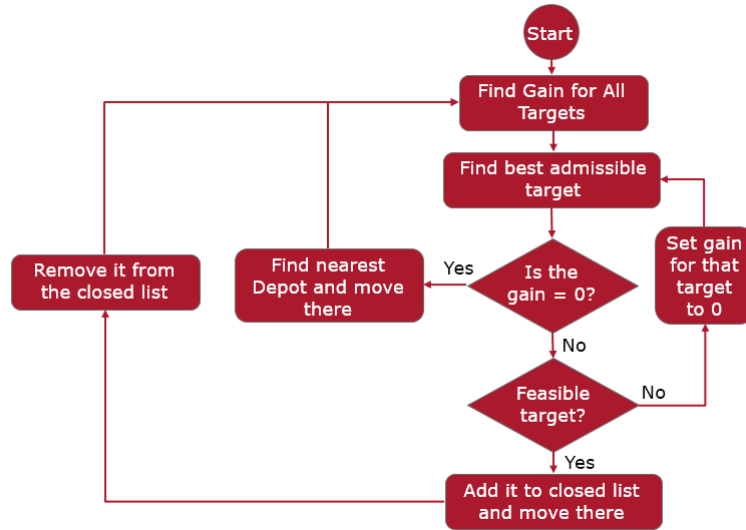 Start
Find Gain for All
Targets
Find best admissible
target
Set gain
for that
target
to 0
Remove it from
the closed list
Find nearest
Depot and move
there
Yes
Is the
gain = 0?
No
Feasible
target?
No
Yes
Add it to closed list
and move there